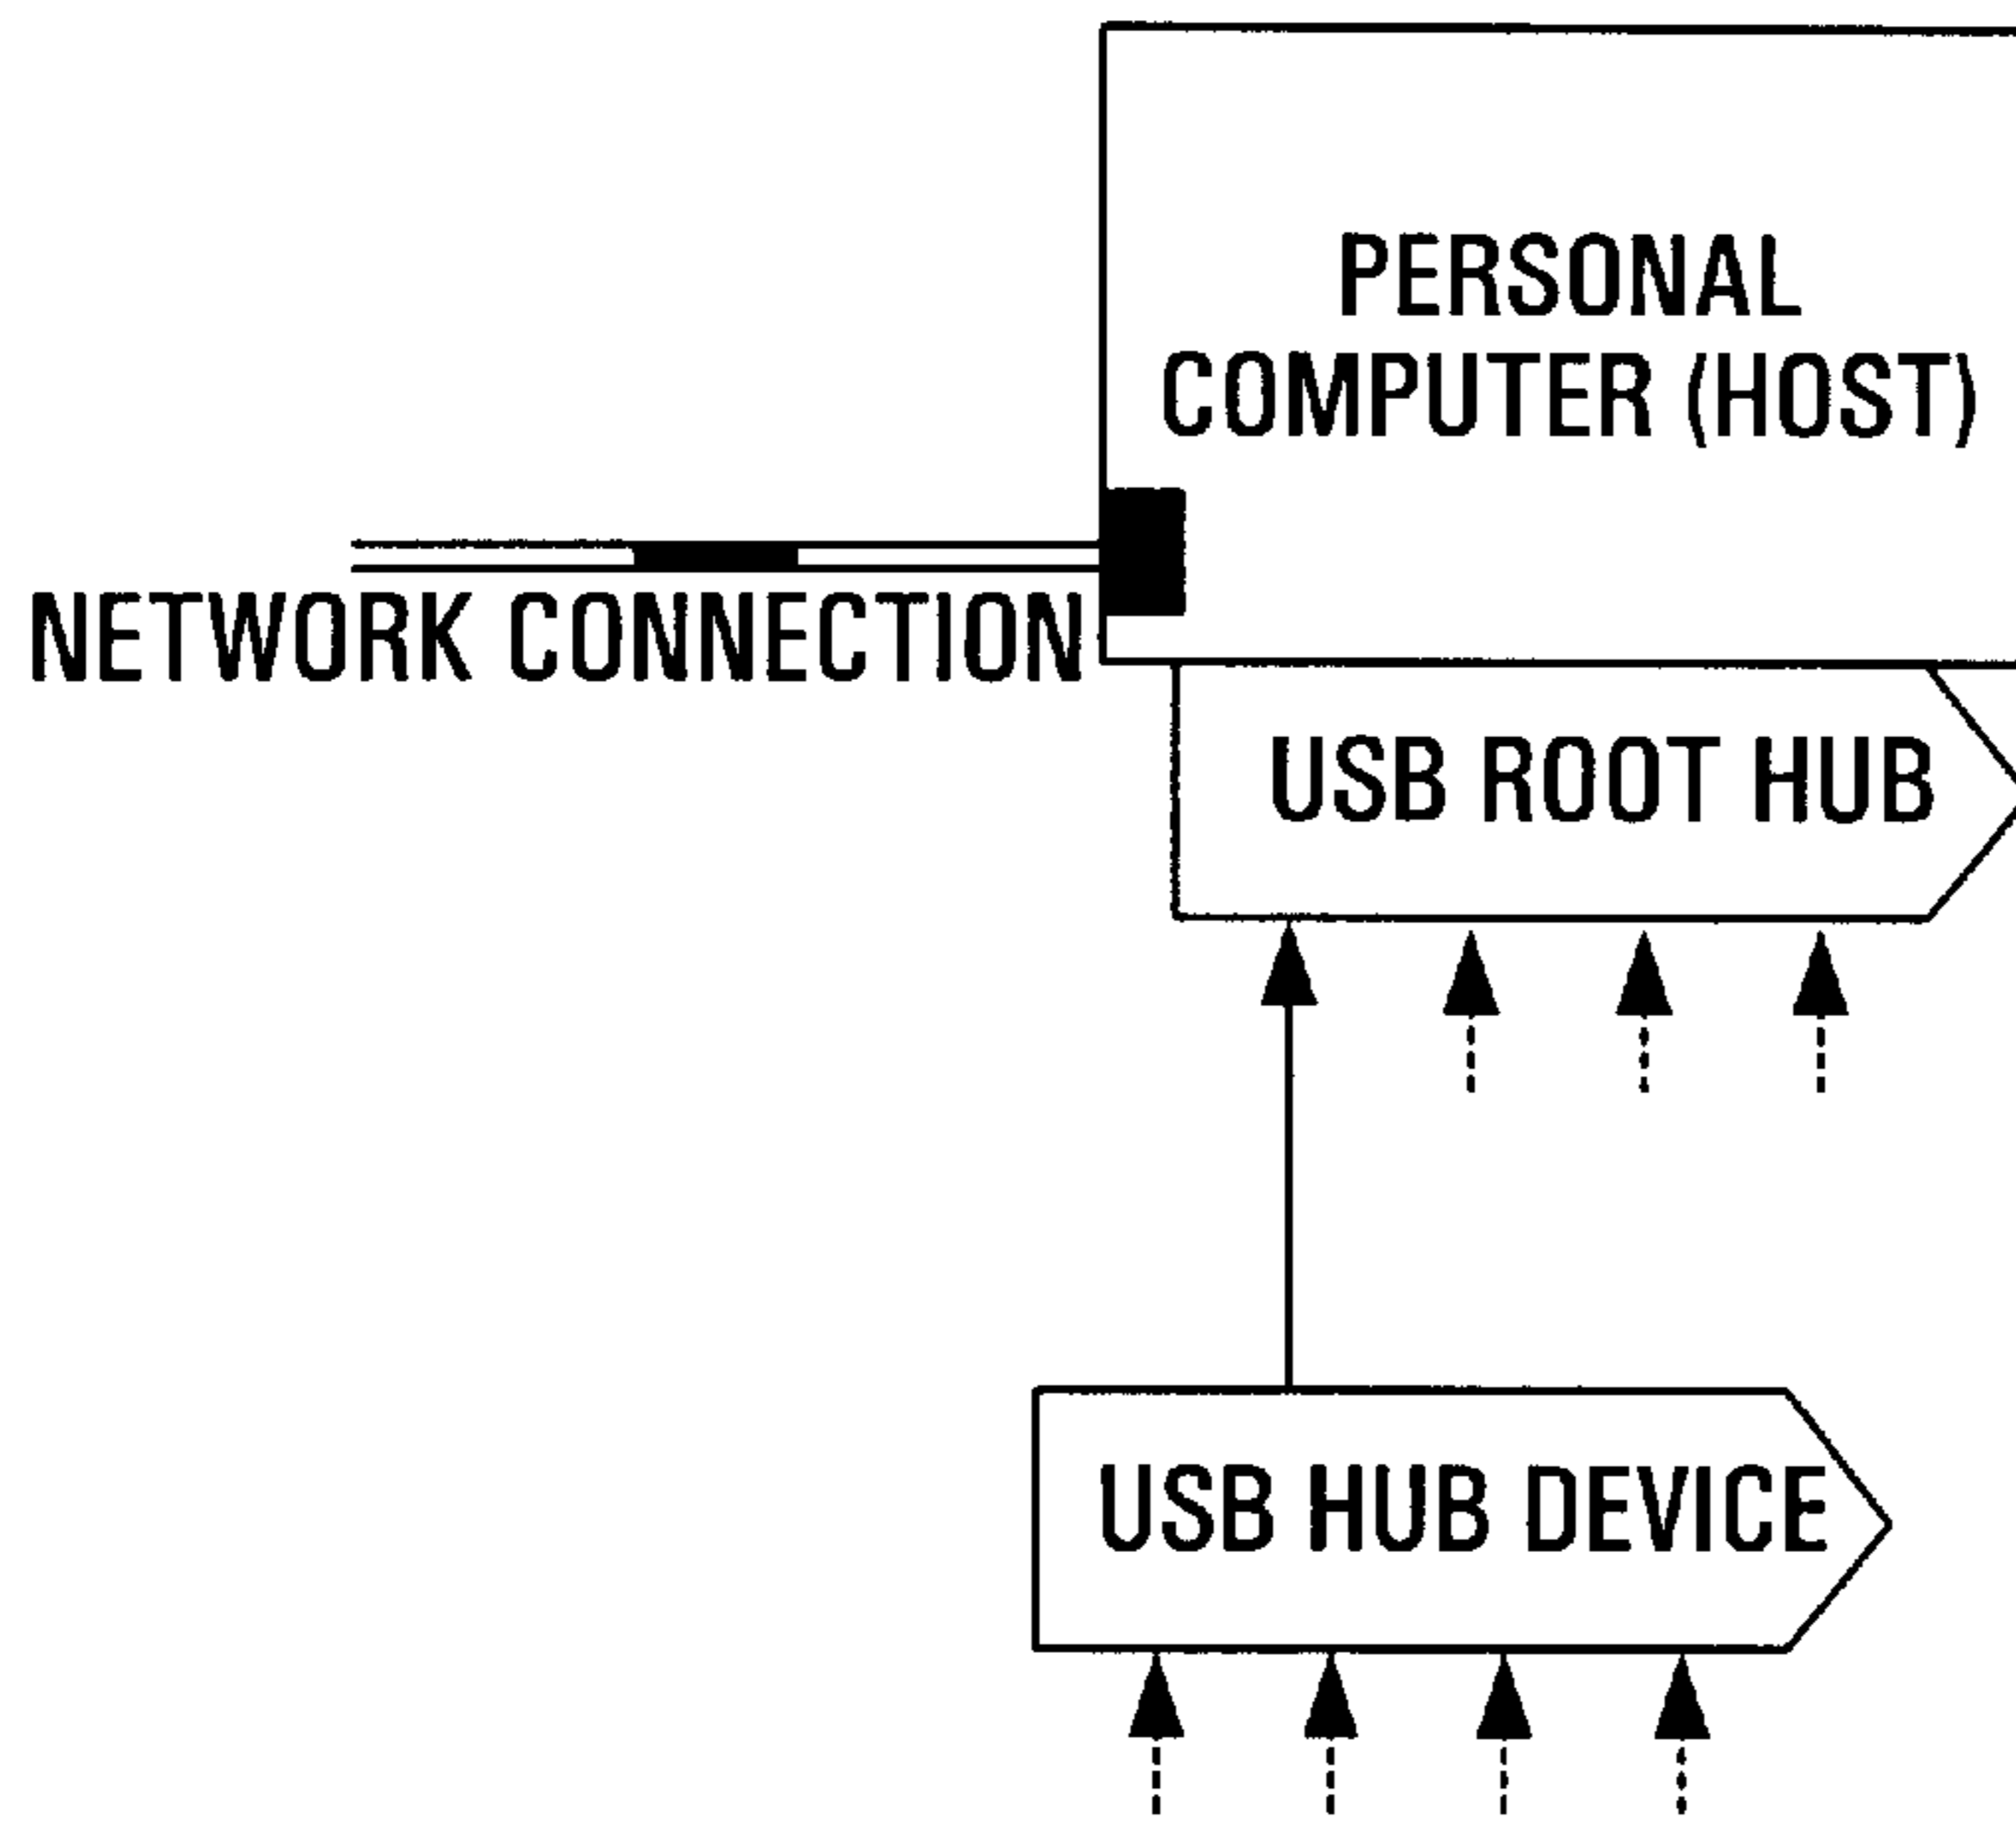 PERSONAL
COMPUTER (HOST)
NETWORK CONNECTION
USB ROOT HUB
USB HUB DEVICE